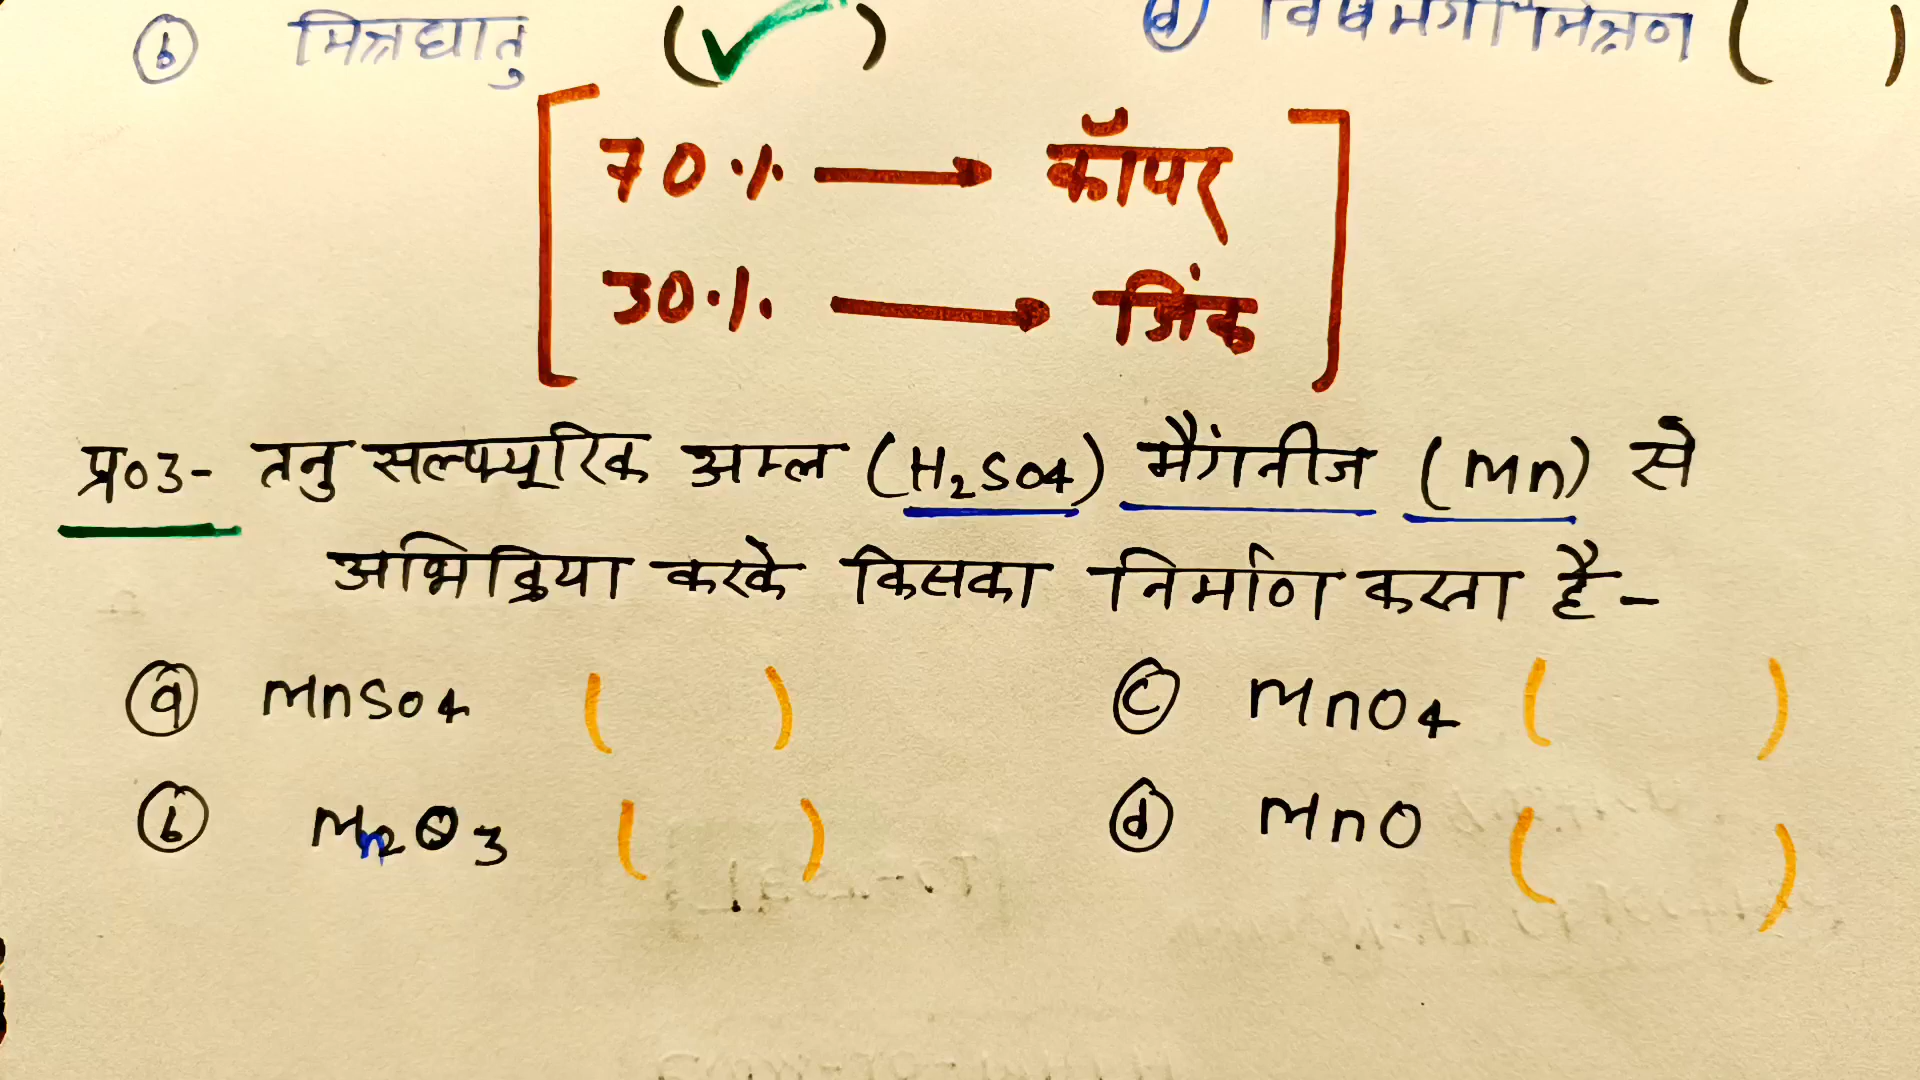 ⓑ मिश्रधातु (✓) ⓓ विषमांगी मिश्रण ( )
70% → कॉपर
30% → जिंक
प्र०3- तनु सल्फ्यूरिक अम्ल (H₂SO4) मैंगनीज (Mn) से
अभिक्रिया करके किसका निर्माण करता है-
ⓐ MnSO4 ( ) ⓒ MnO4 ( )
ⓑ Mn2O3 ( ) ⓓ MnO ( )